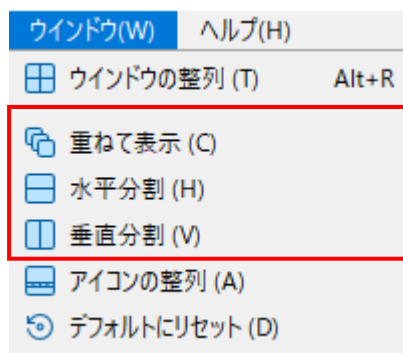 ウインドウ(W) ヘルプ(H)
ウインドウの整列 (T) Alt+R
重ねて表示 (C)
水平分割 (H)
垂直分割 (V)
アイコンの整列 (A)
デフォルトにリセット (D)